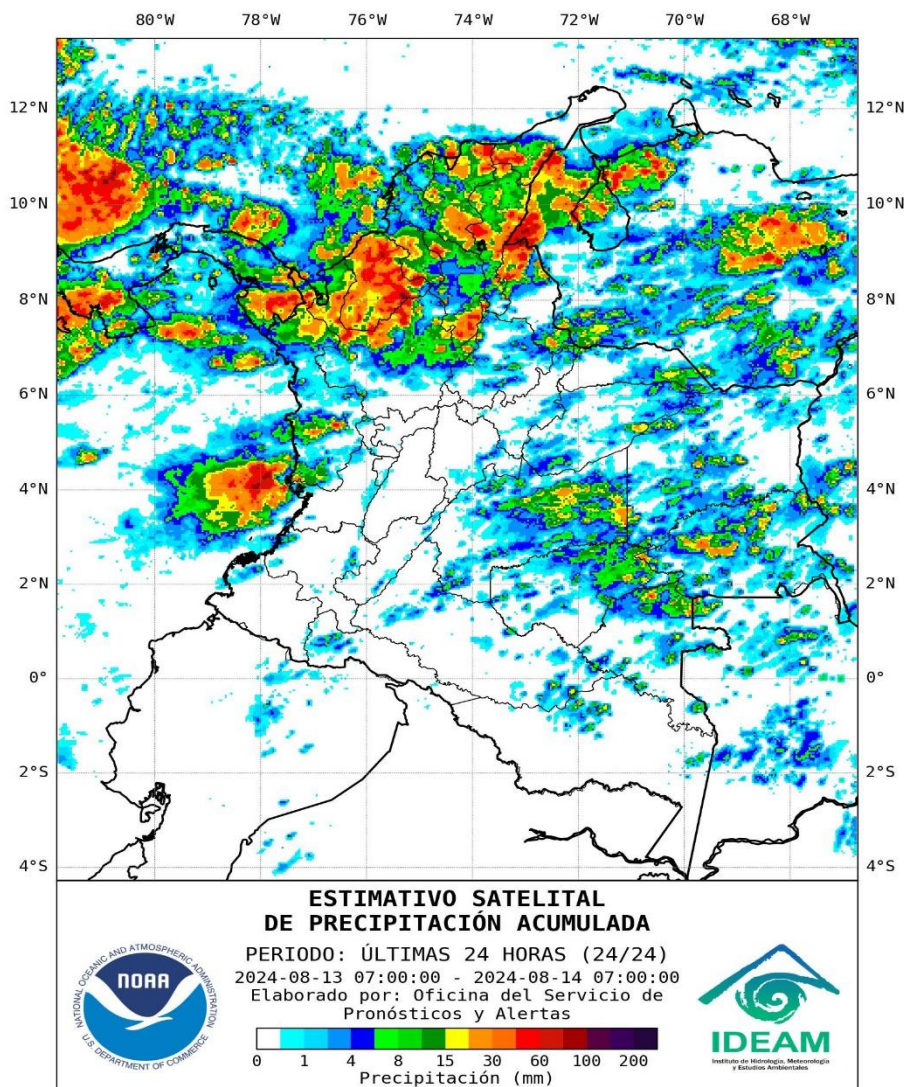 80°W 78°W 76°W 74°W 72°W 70°W 68°W
12°N 12°N
10°N 10°N
8°N 8°N
6°N 6°N
4°N 4°N
2°N 2°N
0° 0°
2°S 2°S
4°S 4°S
ESTIMATIVO SATELITAL
DE PRECIPITACIÓN ACUMULADA
PERIODO: ÚLTIMAS 24 HORAS (24/24)
2024-08-13 07:00:00 - 2024-08-14 07:00:00
Elaborado por: Oficina del Servicio de
Pronósticos y Alertas
0 1 4 8 15 30 60 100 200
Precipitación (mm)
NATIONAL OCEANIC AND ATMOSPHERIC ADMINISTRATION
NOAA
U.S. DEPARTMENT OF COMMERCE
IDEAM
Instituto de Hidrología, Meteorología
y Estudios Ambientales